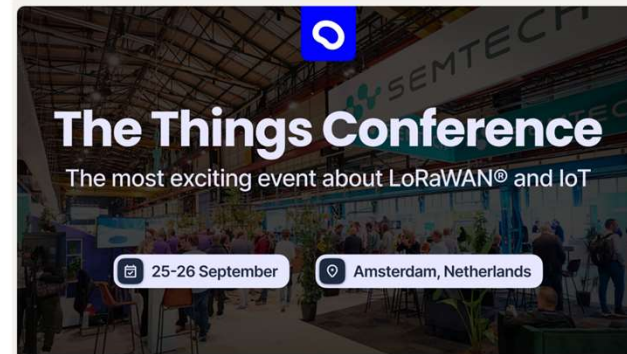 SEMTECH
The Things Conference
The most exciting event about LoRaWAN® and IoT
25-26 September
Amsterdam, Netherlands